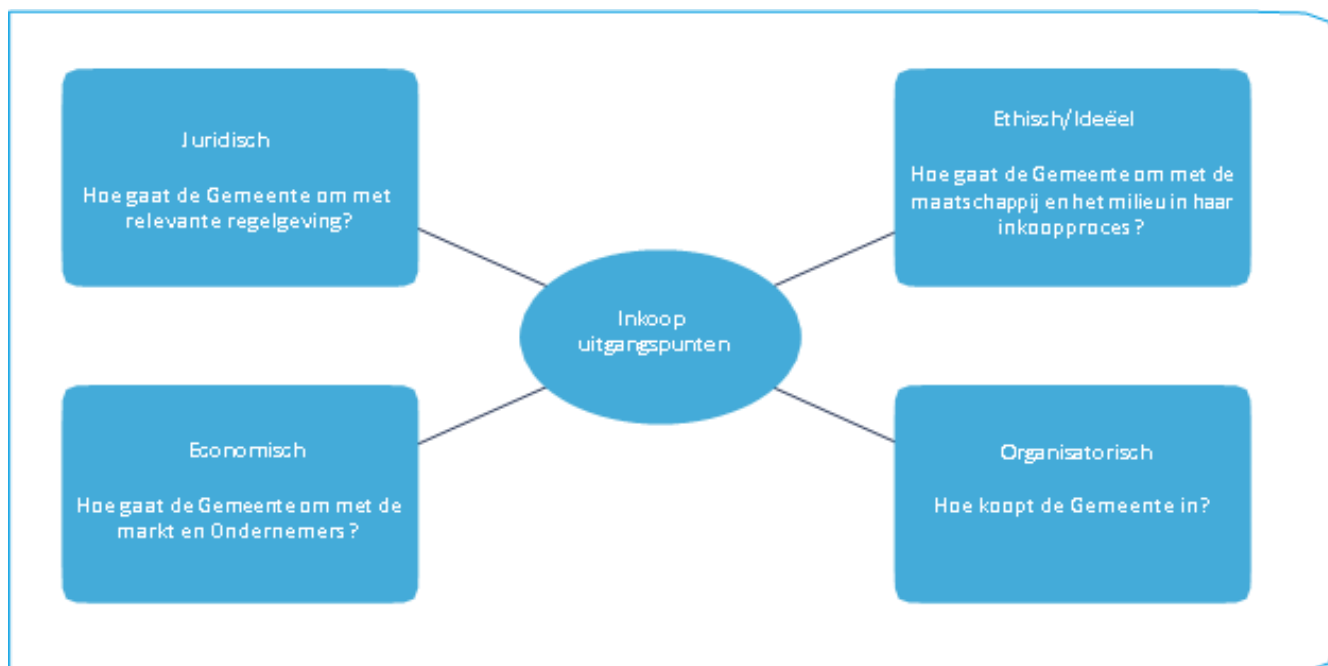 Juridisch
Hoe gaat de Gemeente om met
relevante regelgeving?
Ethisch/Ideëel
Hoe gaat de Gemeente om met de
maatschappij en het milieu in haar
inkoopproces?
Inkoop
uitgangspunten
Economisch
Hoe gaat de Gemeente om met de
markt en Ondernemers?
Organisatorisch
Hoe koopt de Gemeente in?